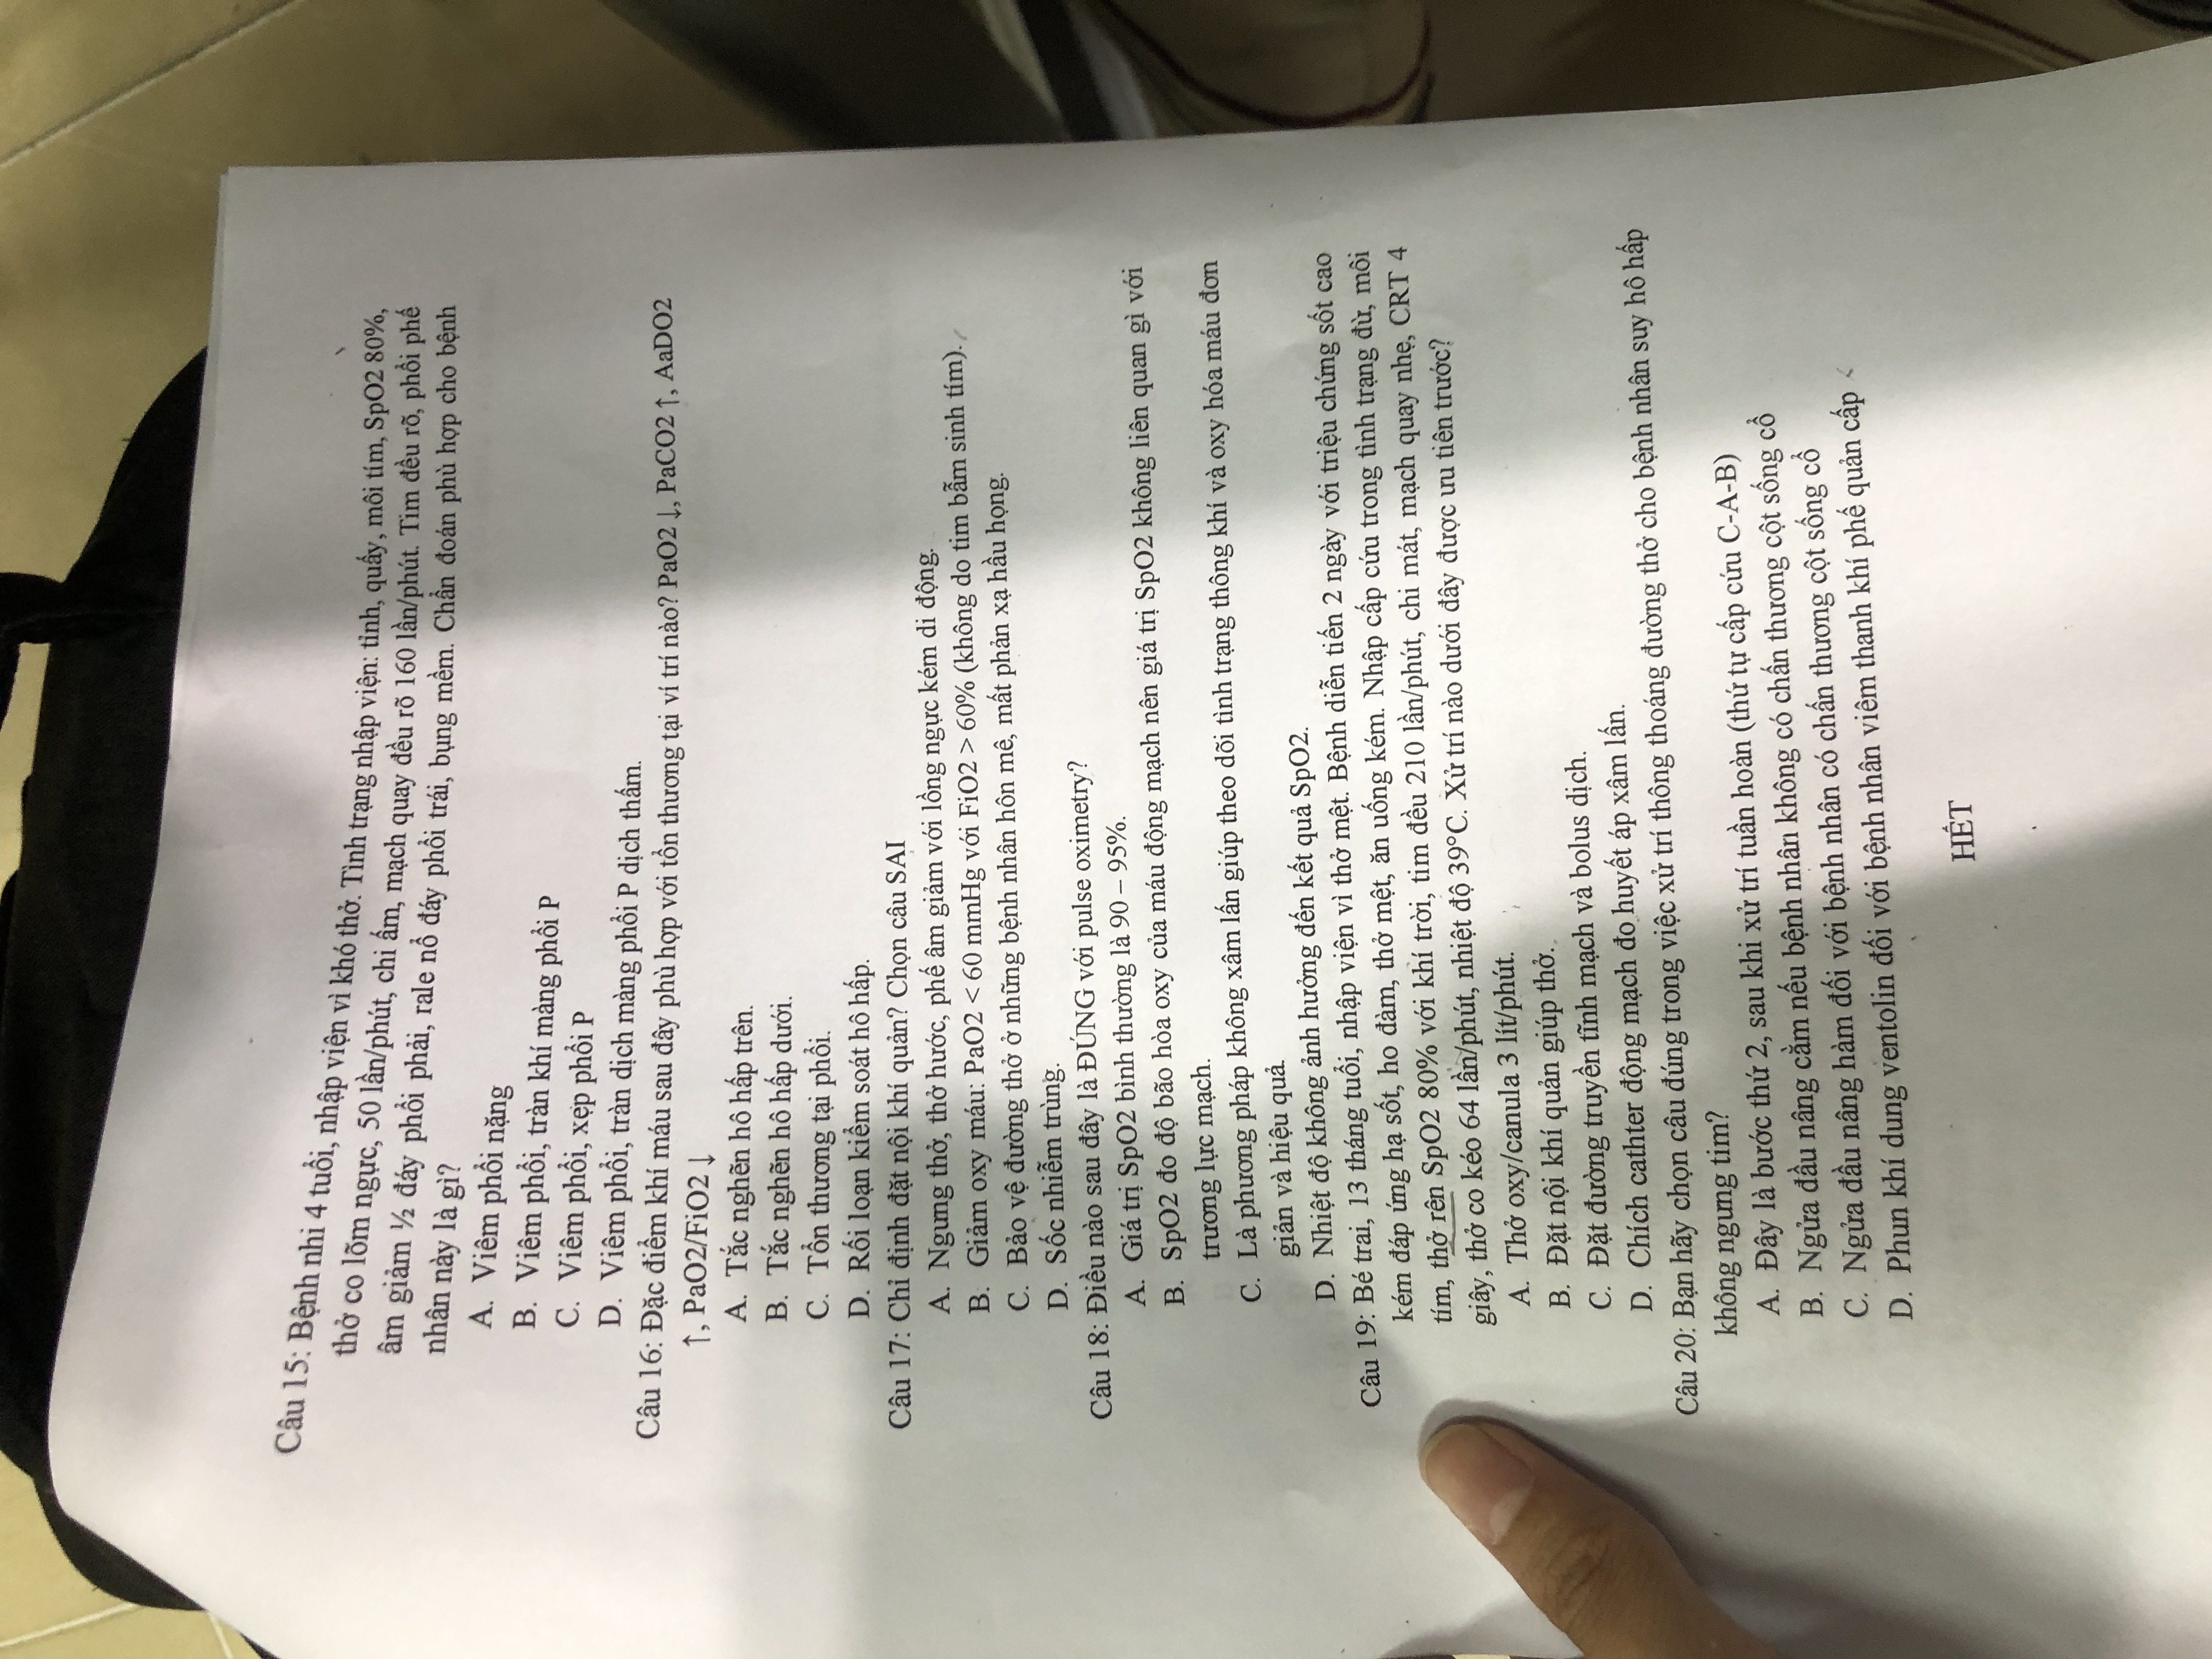 Câu 15: Bệnh nhi 4 tuổi, nhập viện vì khó thở. Tình trạng nhập viện: tỉnh, quấy, môi tím, SpO2 80%,
thở co lõm ngực, 50 lần/phút, chi ấm, mạch quay đều rõ 160 lần/phút. Tim đều rõ, phổi phế
âm giảm ½ đáy phổi phải, rale nổ đáy phổi trái, bụng mềm. Chẩn đoán phù hợp cho bệnh
nhân này là gì?
A. Viêm phổi nặng
B. Viêm phổi, tràn khí màng phổi P
C. Viêm phổi, xẹp phổi P
D. Viêm phổi, tràn dịch màng phổi P dịch thấm.
Câu 16: Đặc điểm khí máu sau đây phù hợp với tổn thương tại ví trí nào? PaO2 ↓, PaCO2 ↑, AaDO2
↑, PaO2/FiO2 ↓
A. Tắc nghẽn hô hấp trên.
B. Tắc nghẽn hô hấp dưới.
C. Tổn thương tại phổi.
D. Rối loạn kiểm soát hô hấp.
Câu 17: Chỉ định đặt nội khí quản? Chọn câu SAI
A. Ngưng thở, thở hước, phế âm giảm với lồng ngực kém di động.
B. Giảm oxy máu: PaO2 < 60 mmHg với FiO2 > 60% (không do tim bẫm sinh tím).
C. Bảo vệ đường thở ở những bệnh nhân hôn mê, mất phản xạ hầu họng.
D. Sốc nhiễm trùng.
Câu 18: Điều nào sau đây là ĐÚNG với pulse oximetry?
A. Giá trị SpO2 bình thường là 90 – 95%.
B. SpO2 đo độ bão hòa oxy của máu động mạch nên giá trị SpO2 không liên quan gì với
trương lực mạch.
C. Là phương pháp không xâm lấn giúp theo dõi tình trạng thông khí và oxy hóa máu đơn
giản và hiệu quả.
D. Nhiệt độ không ảnh hưởng đến kết quả SpO2.
Câu 19: Bé trai, 13 tháng tuổi, nhập viện vì thở mệt. Bệnh diễn tiến 2 ngày với triệu chứng sốt cao
kém đáp ứng hạ sốt, ho đàm, thở mệt, ăn uống kém. Nhập cấp cứu trong tình trạng đừ, môi
tím, thở rên SpO2 80% với khí trời, tim đều 210 lần/phút, chi mát, mạch quay nhẹ, CRT 4
giây, thở co kéo 64 lần/phút, nhiệt độ 39°C. Xử trí nào dưới đây được ưu tiên trước?
A. Thở oxy/canula 3 lít/phút.
B. Đặt nội khí quản giúp thở.
C. Đặt đường truyền tĩnh mạch và bolus dịch.
D. Chích cathter động mạch đo huyết áp xâm lấn.
Câu 20: Bạn hãy chọn câu đúng trong việc xử trí thông thoáng đường thở cho bệnh nhân suy hô hấp
không ngưng tim?
A. Đây là bước thứ 2, sau khi xử trí tuần hoàn (thứ tự cấp cứu C-A-B)
B. Ngửa đầu nâng cằm nếu bệnh nhân không có chấn thương cột sống cổ
C. Ngửa đầu nâng hàm đối với bệnh nhân có chấn thương cột sống cổ
D. Phun khí dung ventolin đối với bệnh nhân viêm thanh khí phế quản cấp
HẾT